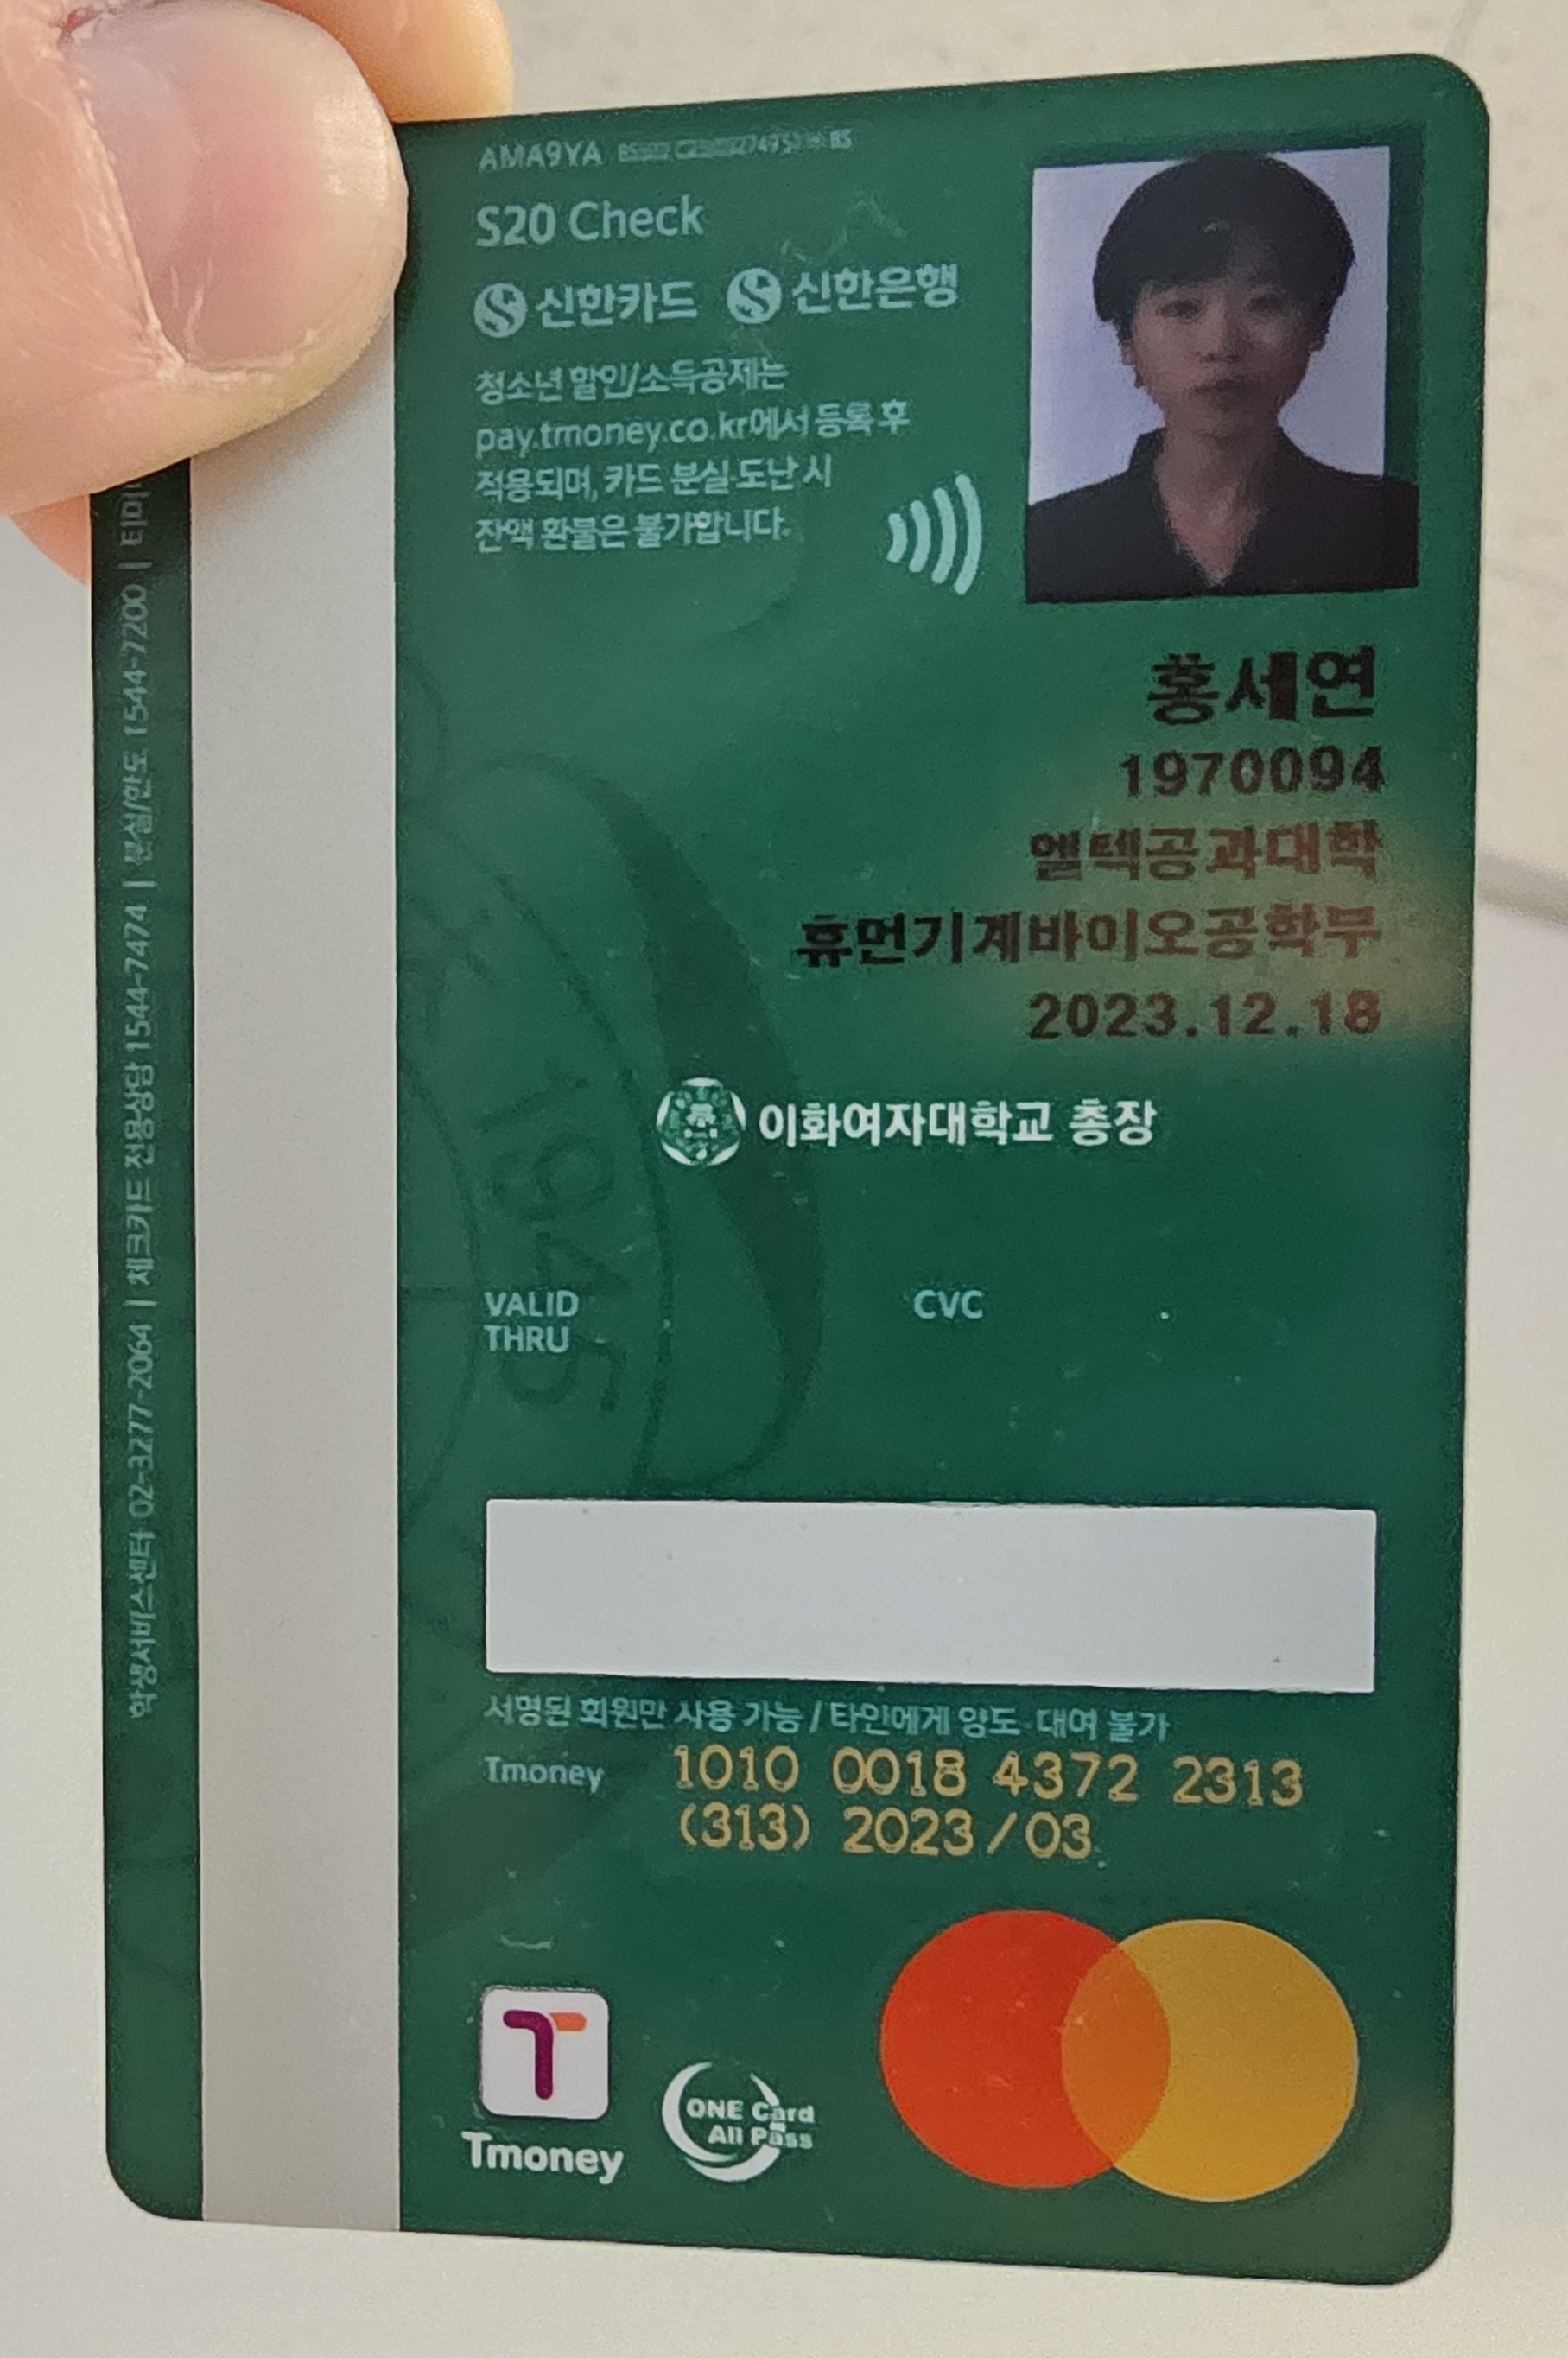 AMA9YA
S20 Check
신한카드 신한은행
청소년 할인/소득공제는
pay.tmoney.co.kr에서 등록 후
적용되며, 카드 분실·도난 시
잔액 환불은 불가합니다.
홍세연
1970094
엘텍공과대학
휴먼기계바이오공학부
2023.12.18
이화여자대학교 총장
1945
VALID
THRU
CVC
서명된 회원만 사용 가능 / 타인에게 양도·대여 불가
Tmoney 1010 0018 4372 2313
(313) 2023/03
Tmoney
ONE Card
All Pass
학생서비스센터 02-3277-2064 | 체크카드 전용상담 1544-7474 | 분실/한도 1544-7200 |